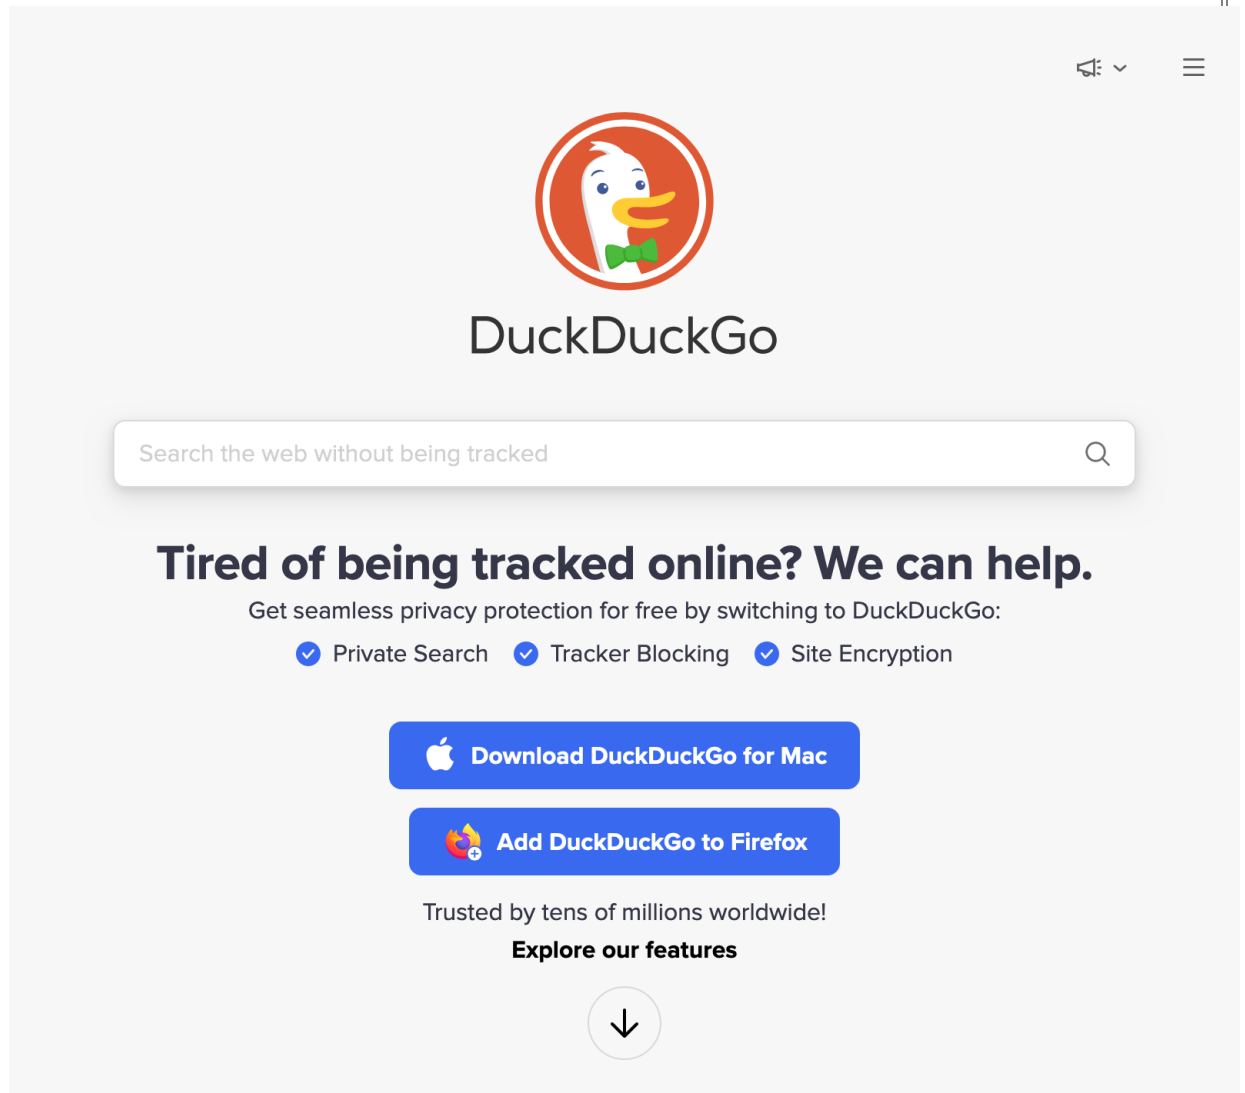 DuckDuckGo
Search the web without being tracked
Tired of being tracked online? We can help.
Get seamless privacy protection for free by switching to DuckDuckGo:
Private Search Tracker Blocking Site Encryption
Download DuckDuckGo for Mac
Add DuckDuckGo to Firefox
Trusted by tens of millions worldwide!
Explore our features